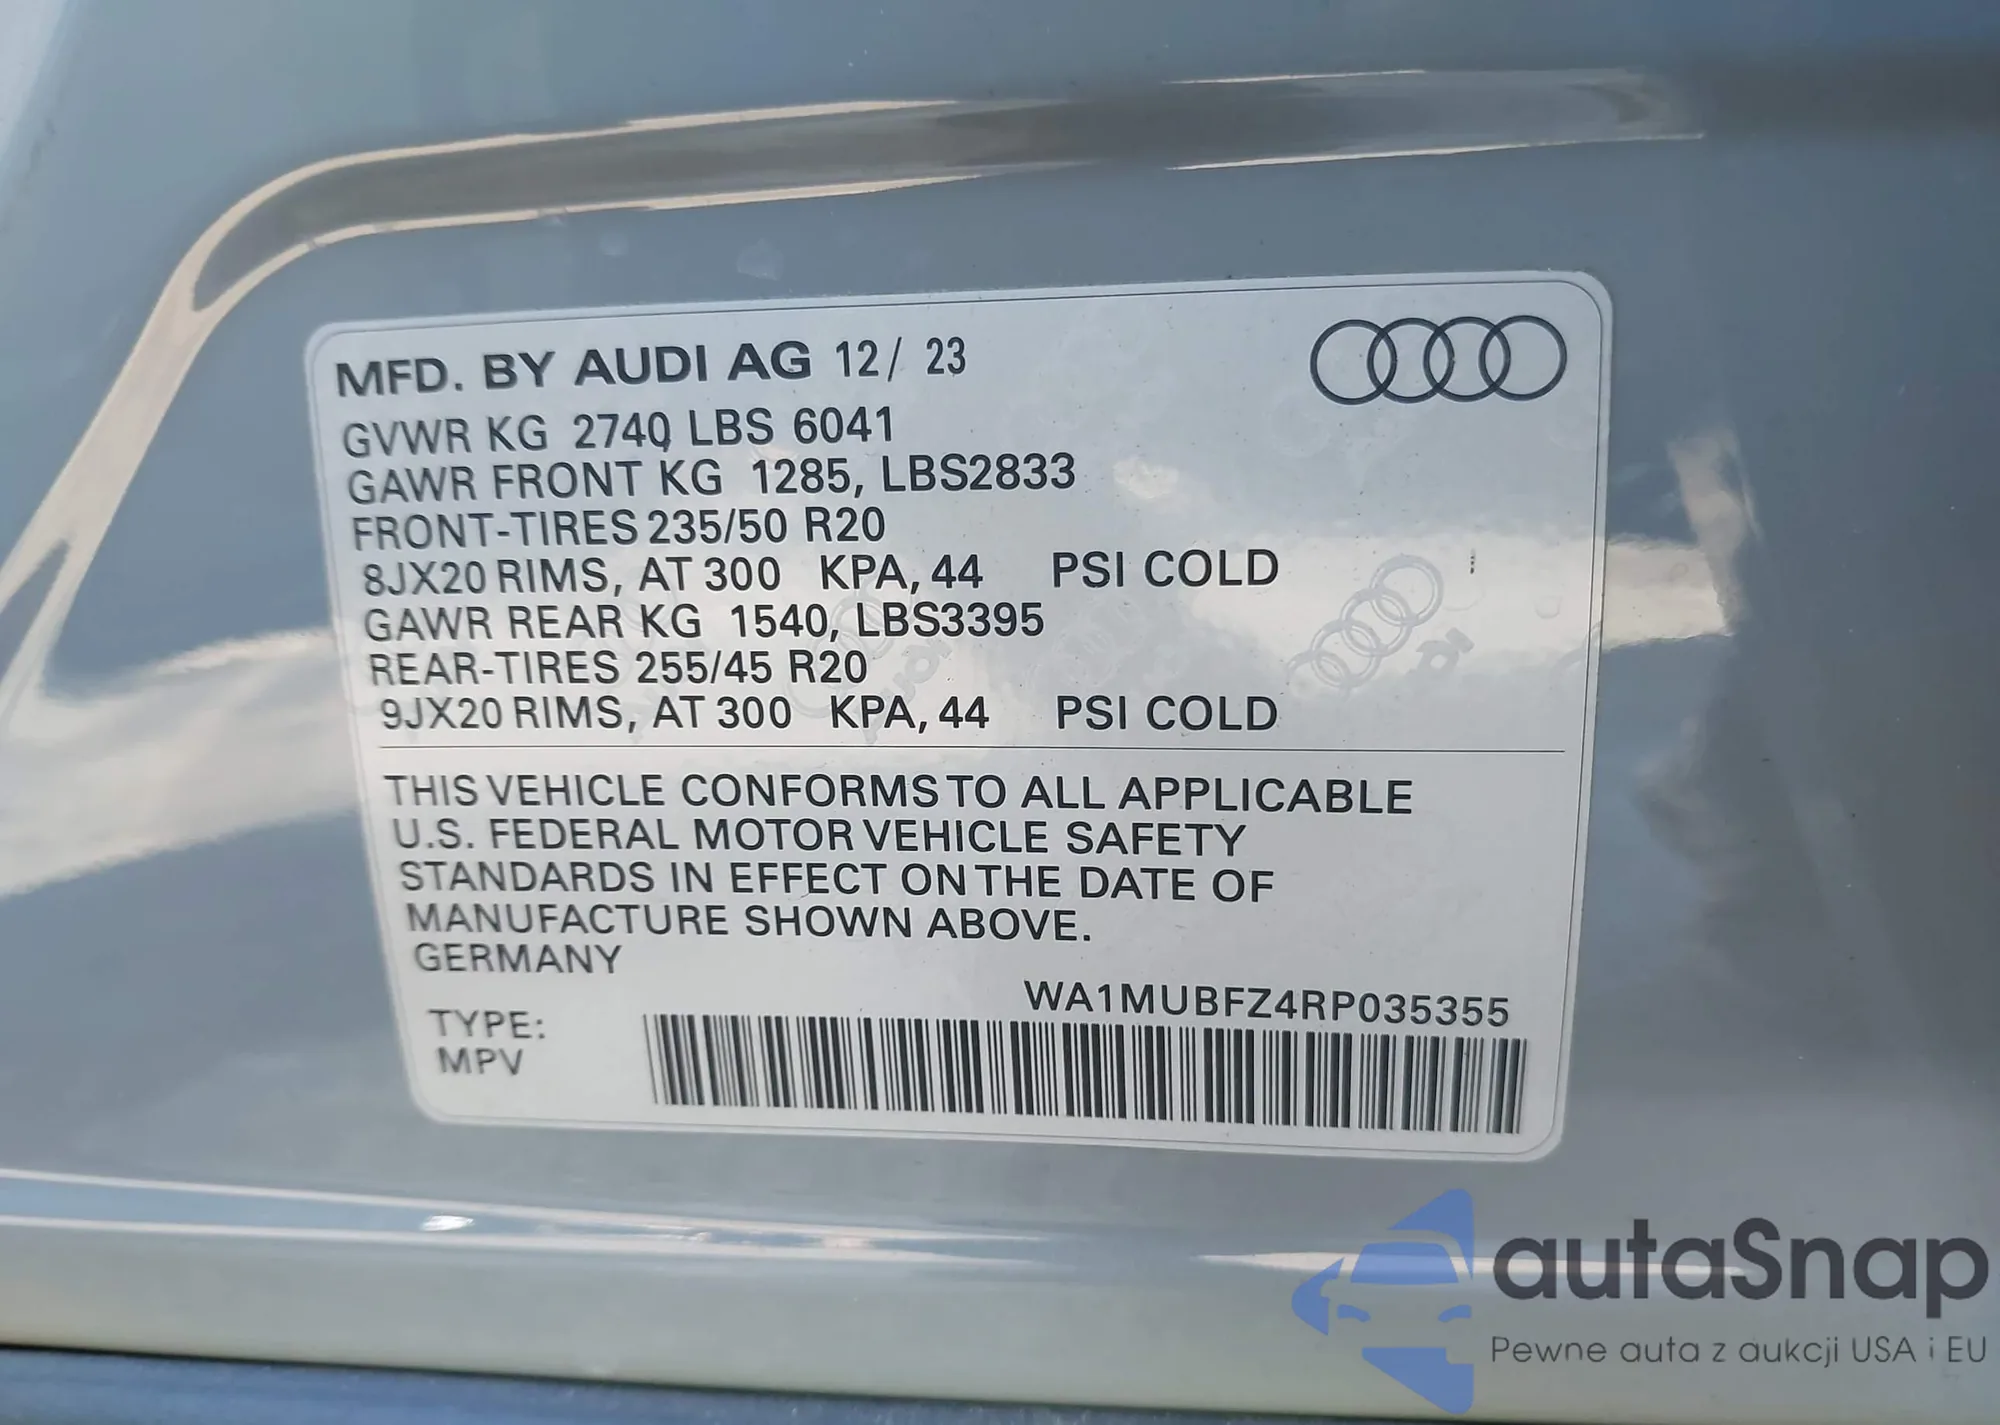 MFD. BY AUDI AG 12/ 23
GVWR KG 2740 LBS 6041
GAWR FRONT KG 1285, LBS2833
FRONT-TIRES 235/50 R20
8JX20 RIMS, AT 300 KPA, 44 PSI COLD
GAWR REAR KG 1540, LBS3395
REAR-TIRES 255/45 R20
9JX20 RIMS, AT 300 KPA, 44 PSI COLD
THIS VEHICLE CONFORMS TO ALL APPLICABLE
U.S. FEDERAL MOTOR VEHICLE SAFETY
STANDARDS IN EFFECT ON THE DATE OF
MANUFACTURE SHOWN ABOVE.
GERMANY
WA1MUBFZ4RP035355
TYPE:
MPV
autaSnap
Pewne auta z aukcji USA i EU